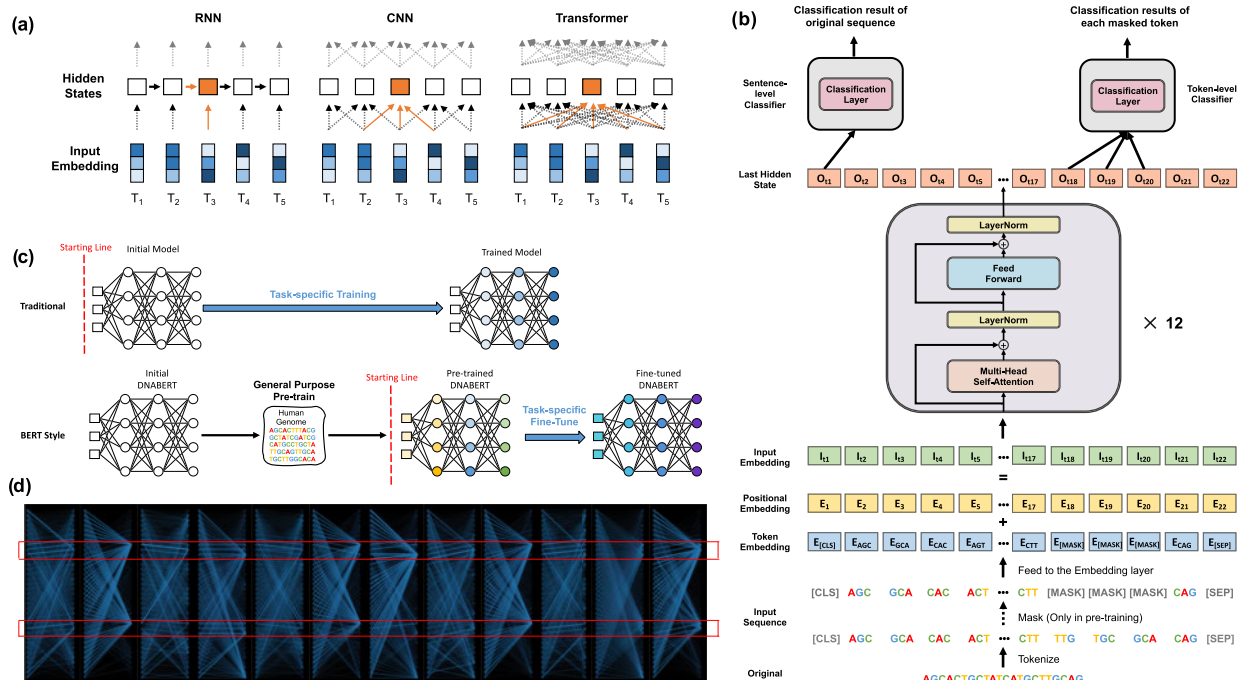 (a)
RNN CNN Transformer
Hidden
States
Input
Embedding
T1 T2 T3 T4 T5 T1 T2 T3 T4 T5 T1 T2 T3 T4 T5
(b)
Classification result of
original sequence
Classification results of
each masked token
Sentence-
level
Classifier
Classification
Layer
Classification
Layer
Token-level
Classifier
Last Hidden
State
Ot1 Ot2 Ot3 Ot4 Ot5 ... Ot17 Ot18 Ot19 Ot20 Ot21 Ot22
LayerNorm
+
Feed
Forward
LayerNorm
+
Multi-Head
Self-Attention
× 12
Input
Embedding
It1 It2 It3 It4 It5 ... It17 It18 It19 It20 It21 It22
=
Positional
Embedding
E1 E2 E3 E4 E5 ... E17 E18 E19 E20 E21 E22
+
Token
Embedding
E[CLS] EAGC EGCA ECAC EAGT ... ECTT E[MASK] E[MASK] E[MASK] ECAG E[SEP]
Feed to the Embedding layer
[CLS] AGC GCA CAC ACT ... CTT [MASK] [MASK] [MASK] CAG [SEP]
Input
Sequence
Mask (Only in pre-training)
[CLS] AGC GCA CAC ACT ... CTT TTG TGC GCA CAG [SEP]
Tokenize
Original
AGCACTGCTATCATGCTTGCAG
(c)
Starting Line
Initial Model
Trained Model
Traditional
Task-specific Training
Initial
DNABERT
General Purpose
Pre-train
Human
Genome
AGCACTTTACG
GCTATCGATCG
CATGCCTGCTA
TTGCAGTTGCA
TGCTTGGCACA
Starting Line
Pre-trained
DNABERT
Task-specific
Fine-Tune
Fine-tuned
DNABERT
BERT Style
(d)